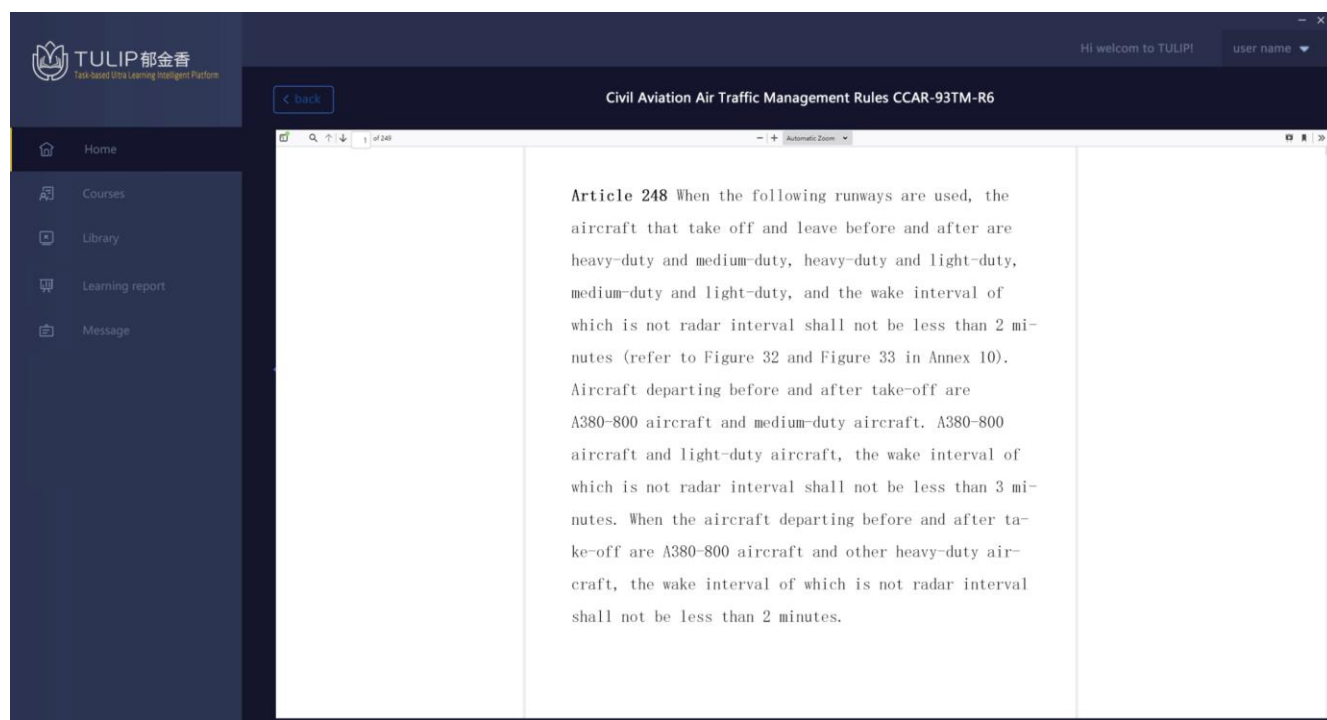 TULIP郁金香
Task-based Ultra Learning Intelligent Platform
Hi welcom to TULIP!
user name
back
Civil Aviation Air Traffic Management Rules CCAR-93TM-R6
Home
Courses
Library
Learning report
Message
1 of 249
Automatic Zoom
Article 248 When the following runways are used, the
aircraft that take off and leave before and after are
heavy-duty and medium-duty, heavy-duty and light-duty,
medium-duty and light-duty, and the wake interval of
which is not radar interval shall not be less than 2 mi-
nutes (refer to Figure 32 and Figure 33 in Annex 10).
Aircraft departing before and after take-off are
A380-800 aircraft and medium-duty aircraft. A380-800
aircraft and light-duty aircraft, the wake interval of
which is not radar interval shall not be less than 3 mi-
nutes. When the aircraft departing before and after ta-
ke-off are A380-800 aircraft and other heavy-duty air-
craft, the wake interval of which is not radar interval
shall not be less than 2 minutes.